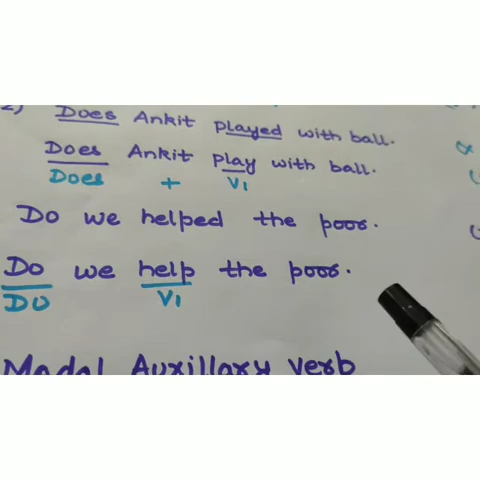 2) Does Ankit played with ball.
Does Ankit play with ball.
Does + V1
Do we helped the poor.
Do we help the poor.
DO V1
Modal Auxillary verb